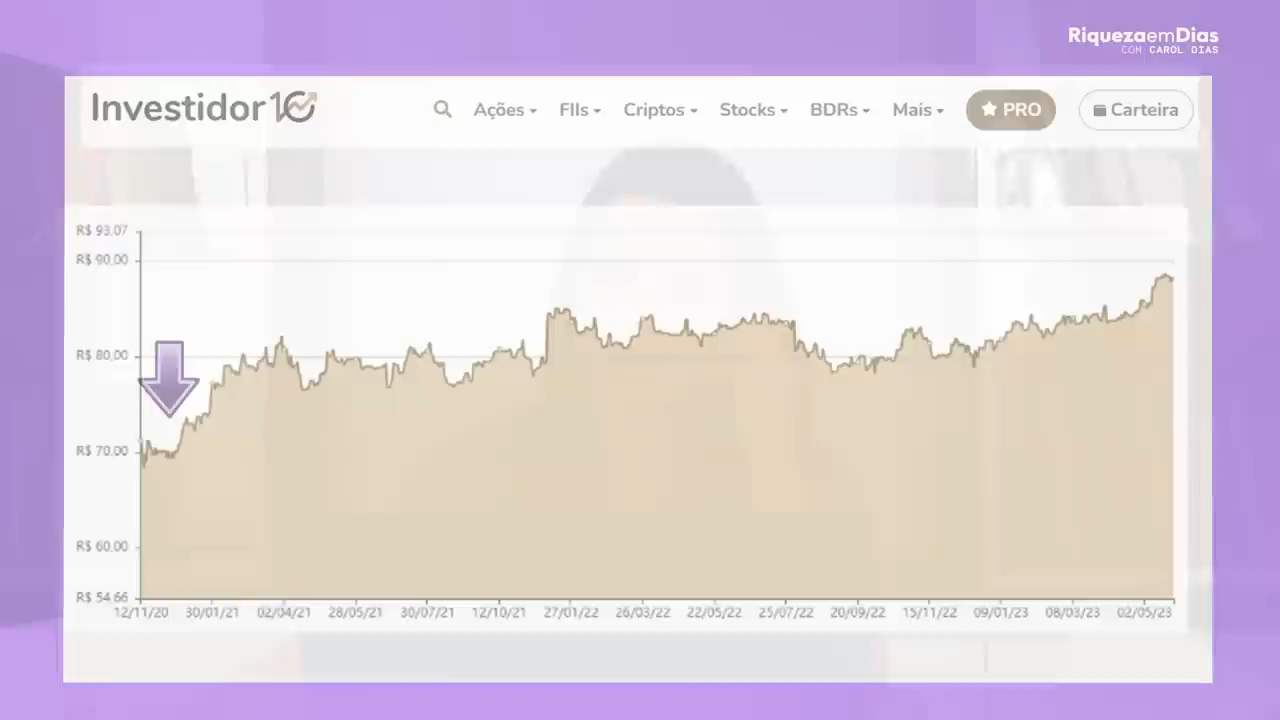 RiquezaemDias
COM CAROL DIAS
Investidor10
Ações
FIIs
Criptos
Stocks
BDRs
Mais
PRO
Carteira
R$ 93.07
R$ 90.00
R$ 80.00
R$ 70.00
R$ 60.00
R$ 54.66
12/11/20 30/01/21 02/04/21 28/05/21 30/07/21 12/10/21 27/01/22 26/03/22 22/05/22 25/07/22 20/09/22 15/11/22 09/01/23 08/03/23 02/05/23